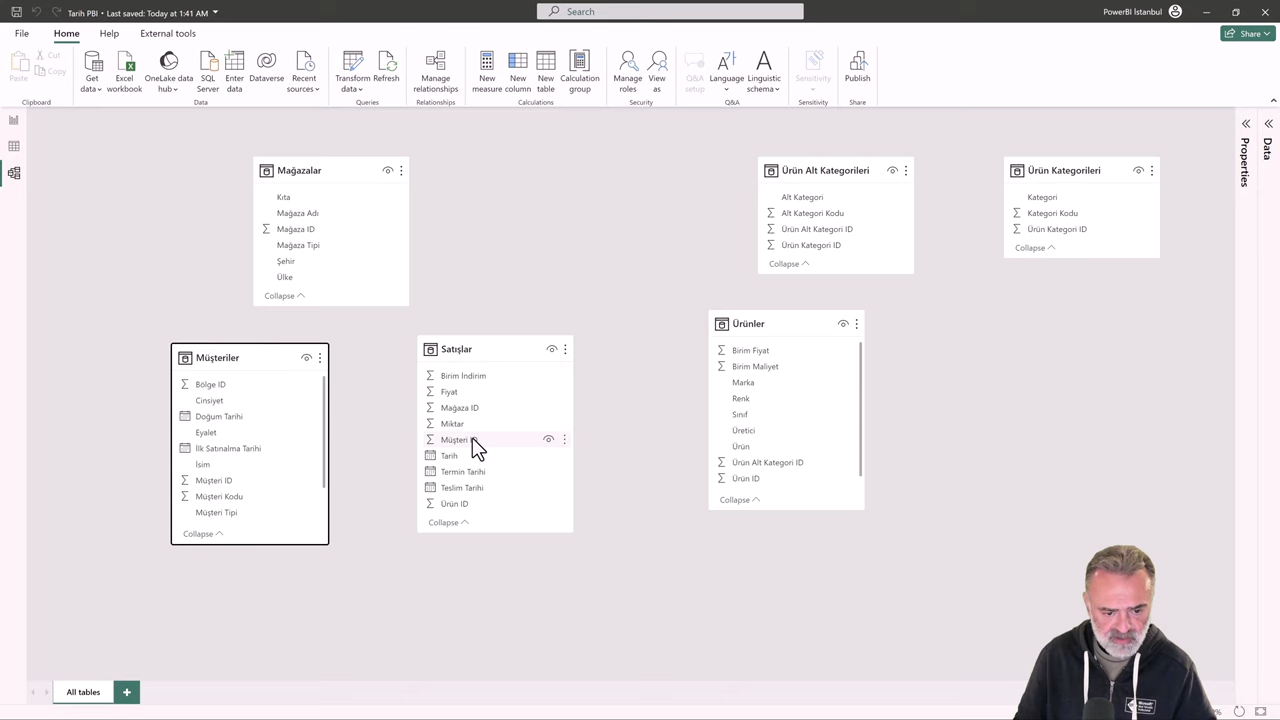 Tarih PBI • Last saved: Today at 1:41 AM
Search
PowerBI İstanbul
File
Home
Help
External tools
Share
Paste
Cut
Copy
Get data
Excel workbook
OneLake data hub
SQL Server
Enter data
Dataverse
Recent sources
Transform data
Refresh
Manage relationships
New measure
New column
New table
Calculation group
Manage roles
View as
Q&A setup
Language
Linguistic schema
Sensitivity
Publish
Clipboard
Data
Queries
Relationships
Calculations
Security
Q&A
Sensitivity
Share
Mağazalar
Kıta
Mağaza Adı
Mağaza ID
Mağaza Tipi
Şehir
Ülke
Collapse
Ürün Alt Kategorileri
Alt Kategori
Alt Kategori Kodu
Ürün Alt Kategori ID
Ürün Kategori ID
Collapse
Ürün Kategorileri
Kategori
Kategori Kodu
Ürün Kategori ID
Collapse
Müşteriler
Bölge ID
Cinsiyet
Doğum Tarihi
Eyalet
İlk Satınalma Tarihi
İsim
Müşteri ID
Müşteri Kodu
Müşteri Tipi
Collapse
Satışlar
Birim İndirim
Fiyat
Mağaza ID
Miktar
Müşteri ID
Tarih
Termin Tarihi
Teslim Tarihi
Ürün ID
Collapse
Ürünler
Birim Fiyat
Birim Maliyet
Marka
Renk
Sınıf
Üretici
Ürün
Ürün Alt Kategori ID
Ürün ID
Collapse
Properties
Data
All tables